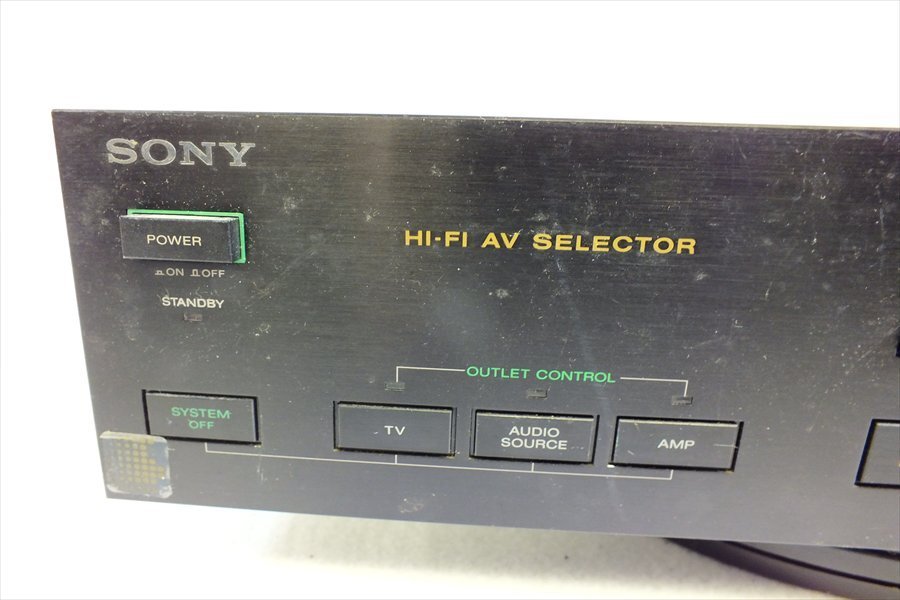 SONY
POWER
ON OFF
STANDBY
HI-FI AV SELECTOR
OUTLET CONTROL
SYSTEM
OFF
TV
AUDIO
SOURCE
AMP